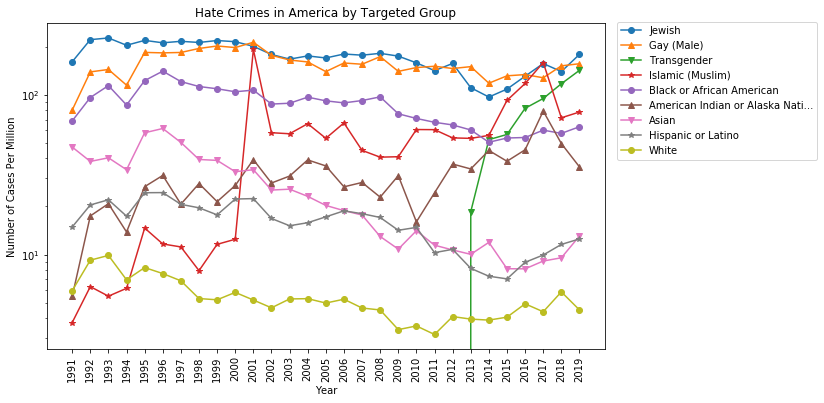 Hate Crimes in America by Targeted Group
Number of Cases Per Million
10²
10¹
1991 1992 1993 1994 1995 1996 1997 1998 1999 2000 2001 2002 2003 2004 2005 2006 2007 2008 2009 2010 2011 2012 2013 2014 2015 2016 2017 2018 2019
Year
Jewish
Gay (Male)
Transgender
Islamic (Muslim)
Black or African American
American Indian or Alaska Nati...
Asian
Hispanic or Latino
White